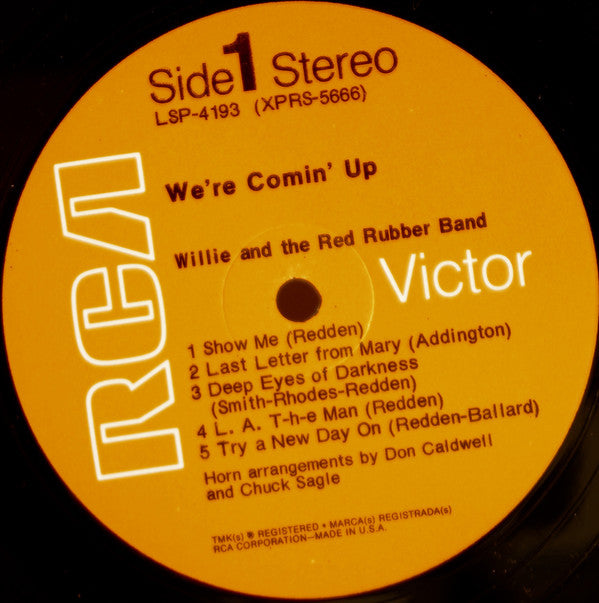 Side 1 Stereo
LSP-4193 (XPRS-5666)
We're Comin' Up
Willie and the Red Rubber Band
RCA
Victor
1 Show Me (Redden)
2 Last Letter from Mary (Addington)
3 Deep Eyes of Darkness
(Smith-Rhodes-Redden)
4 L. A. T-h-e Man (Redden)
5 Try a New Day On (Redden-Ballard)
Horn arrangements by Don Caldwell
and Chuck Sagle
TMK(s) ® REGISTERED • MARCA(s) REGISTRADA(s)
RCA CORPORATION—MADE IN U.S.A.